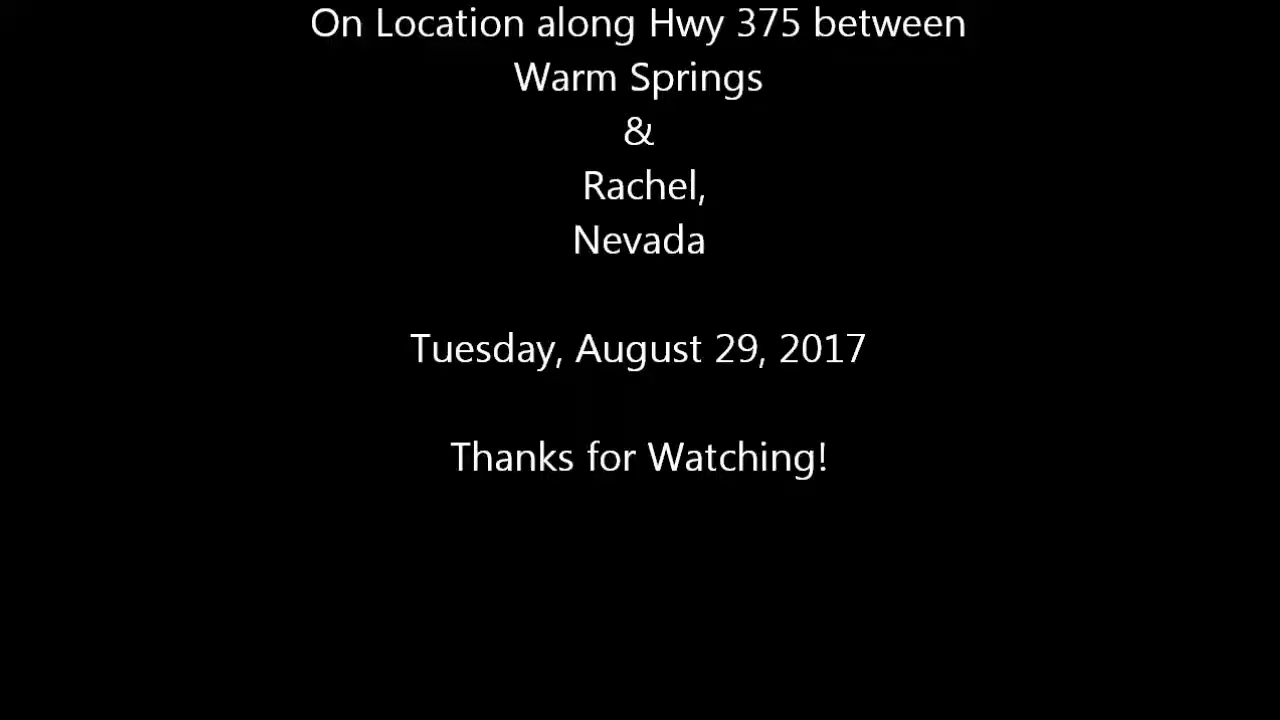 On Location along Hwy 375 between
Warm Springs
&
Rachel,
Nevada
Tuesday, August 29, 2017
Thanks for Watching!